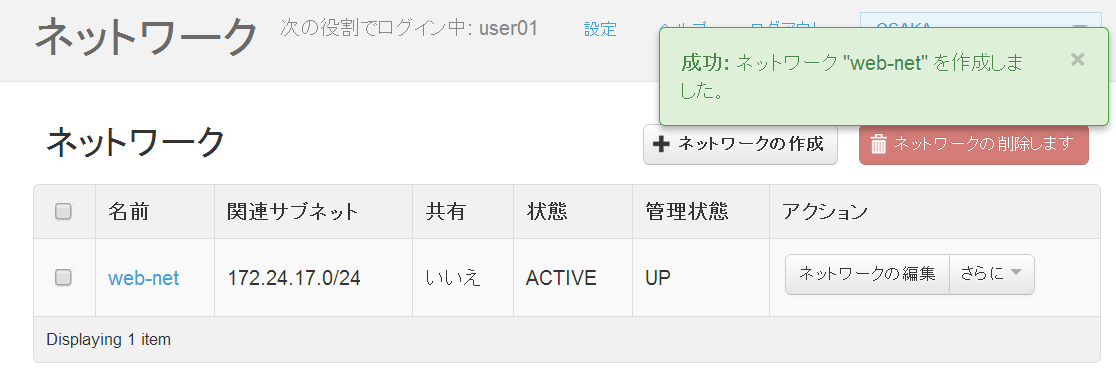 ネットワーク 次の役割でログイン中: user01 設定
成功: ネットワーク "web-net" を作成しま ×
した。
ネットワーク ネットワークの作成 ネットワークの削除します
名前 関連サブネット 共有 状態 管理状態 アクション
web-net 172.24.17.0/24 いいえ ACTIVE UP ネットワークの編集 さらに
Displaying 1 item